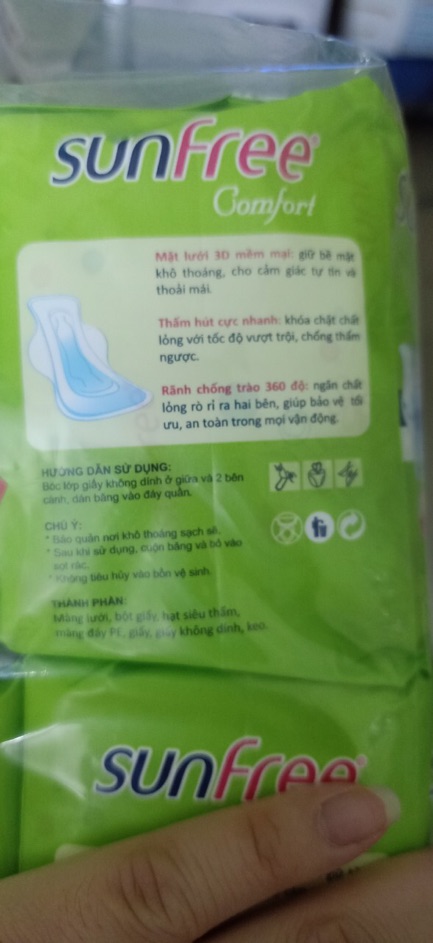 sunfree
Comfort
Mặt lưới 3D mềm mại: giữ bề mặt
khô thoáng, cho cảm giác tự tin và
thoải mái.
Thấm hút cực nhanh: khóa chặt chất
lỏng với tốc độ vượt trội, chống thấm
ngược.
Rãnh chống trào 360 độ: ngăn chất
lỏng rò rỉ ra hai bên, giúp bảo vệ tối
ưu, an toàn trong mọi vận động.
HƯỚNG DẪN SỬ DỤNG:
Bóc lớp giấy không dính ở giữa và 2 bên
cánh, dán băng vào đáy quần.
CHÚ Ý:
* Bảo quản nơi khô thoáng sạch sẽ.
* Sau khi sử dụng, cuộn băng và bỏ vào
sọt rác.
* Không tiêu hủy vào bồn vệ sinh
THÀNH PHẦN:
Màng lưới, bột giấy, hạt siêu thấm,
màng đáy PE, giấy, giấy không dính, keo.
sunfree